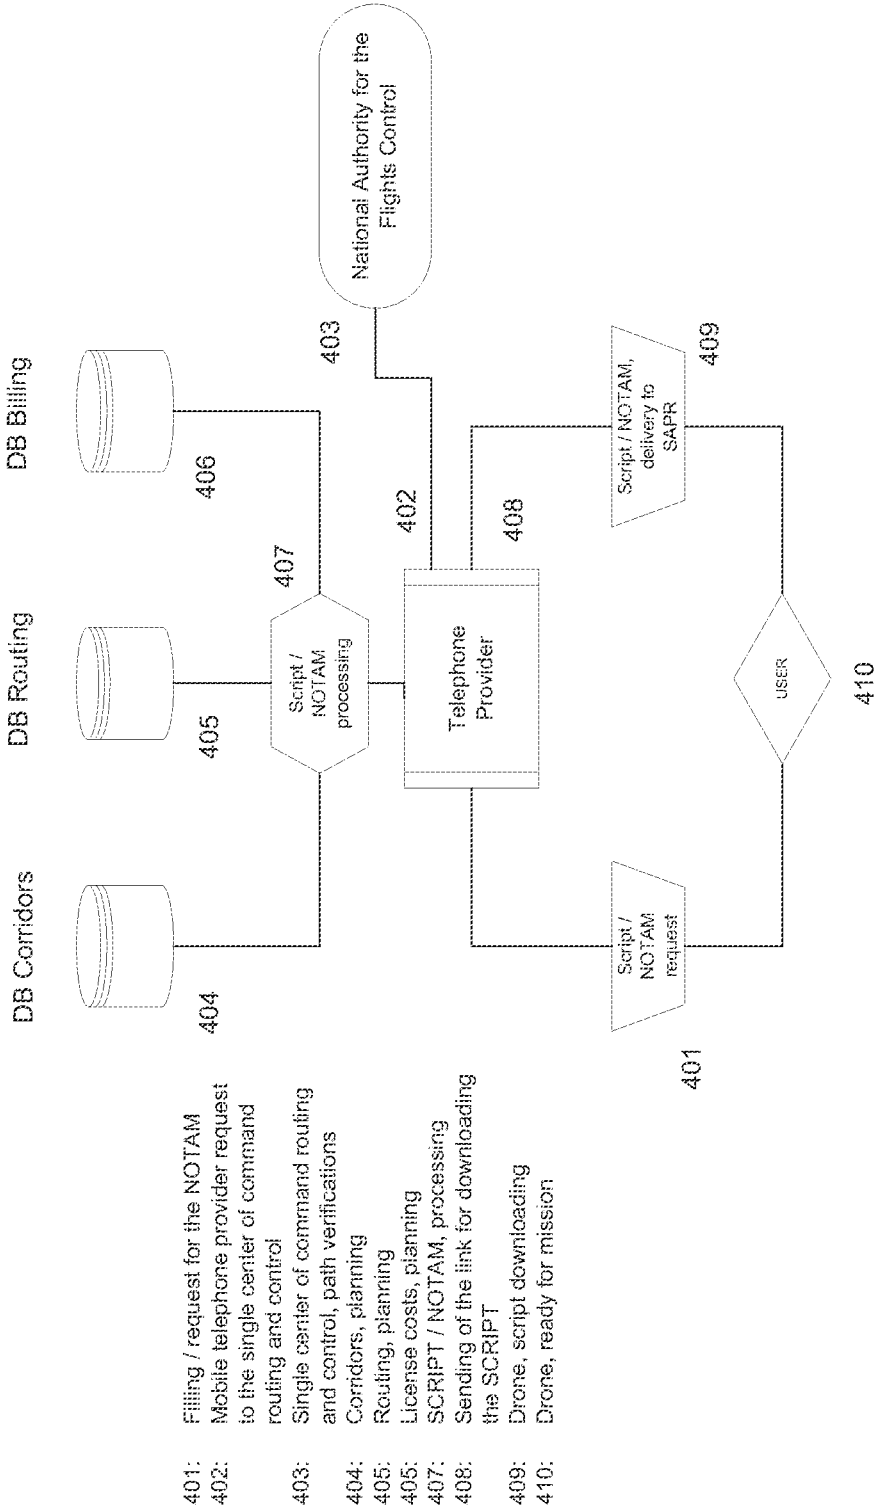 DB Corridors
DB Routing
DB Billing
404
405
406
407
Script /
NOTAM
processing
403
National Authority for the
Flights Control
Telephone
Provider
402
408
Script /
NOTAM
request
401
Script / NOTAM,
delivery to
SAPR
409
USER
410
401: Filling / request for the NOTAM
402: Mobile telephone provider request
to the single center of command
routing and control
403: Single center of command routing
and control, path verifications
404: Corridors, planning
405: Routing, planning
405: License costs, planning
407: SCRIPT / NOTAM, processing
408: Sending of the link for downloading
the SCRIPT
409: Drone, script downloading
410: Drone, ready for mission